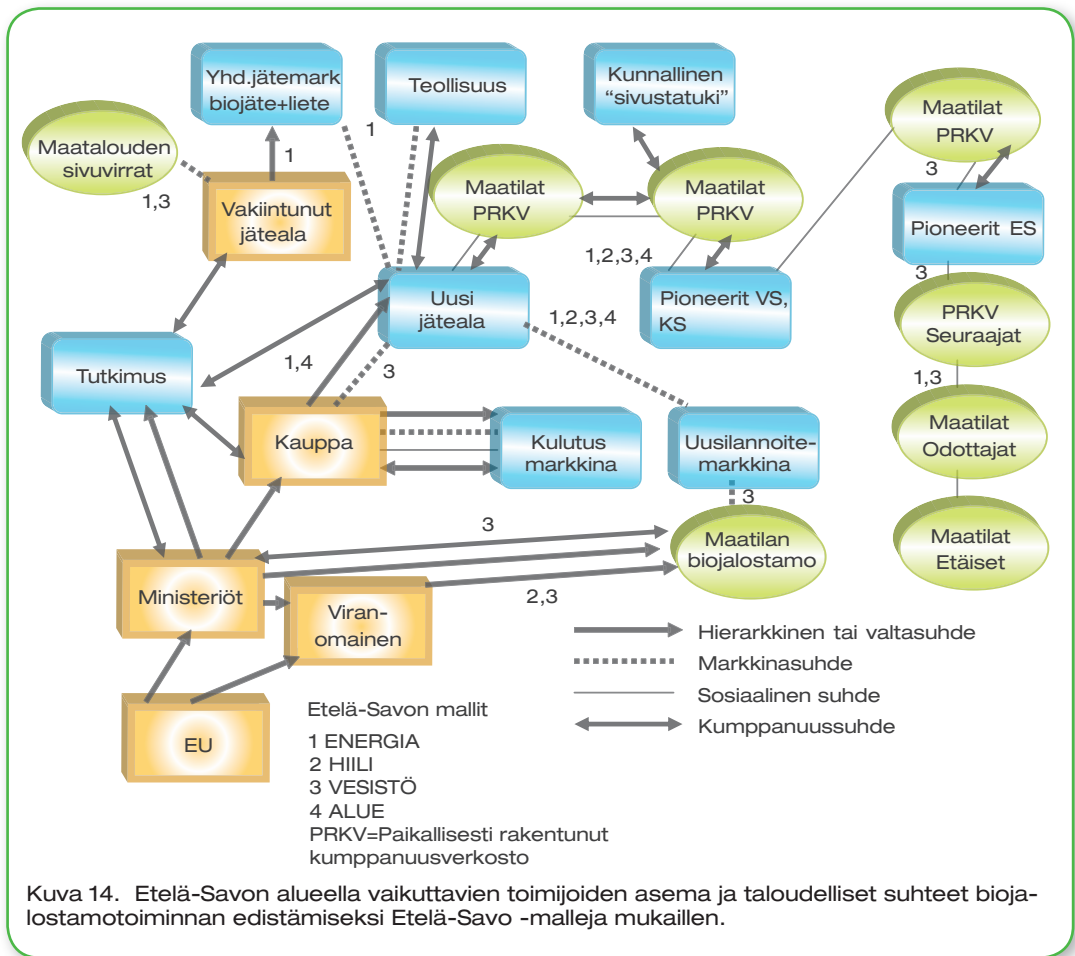 Yhd.jätemark
biojäte+liete
Teollisuus
Kunnallinen
"sivustatuki"
Maatilat
PRKV
1
Maatalouden
sivuvirrat
1
1,3
Vakiintunut
jäteala
Maatilat
PRKV
Maatilat
PRKV
3
Pioneerit ES
1,2,3,4
Uusi
jäteala
Pioneerit VS,
KS
3
1,2,3,4
PRKV
Seuraajat
Tutkimus
1,4
3
1,3
Kauppa
Kulutus
markkina
Uusilannoite-
markkina
Maatilat
Odottajat
3
3
Maatilan
biojalostamo
Maatilat
Etäiset
Ministeriöt
2,3
Viran-
omainen
EU
Hierarkkinen tai valtasuhde
Markkinasuhde
Sosiaalinen suhde
Kumppanuussuhde
Etelä-Savon mallit
1 ENERGIA
2 HIILI
3 VESISTÖ
4 ALUE
PRKV=Paikallisesti rakentunut
kumppanuusverkosto
Kuva 14. Etelä-Savon alueella vaikuttavien toimijoiden asema ja taloudelliset suhteet bioja-
lostamotoiminnan edistämiseksi Etelä-Savo -malleja mukaillen.